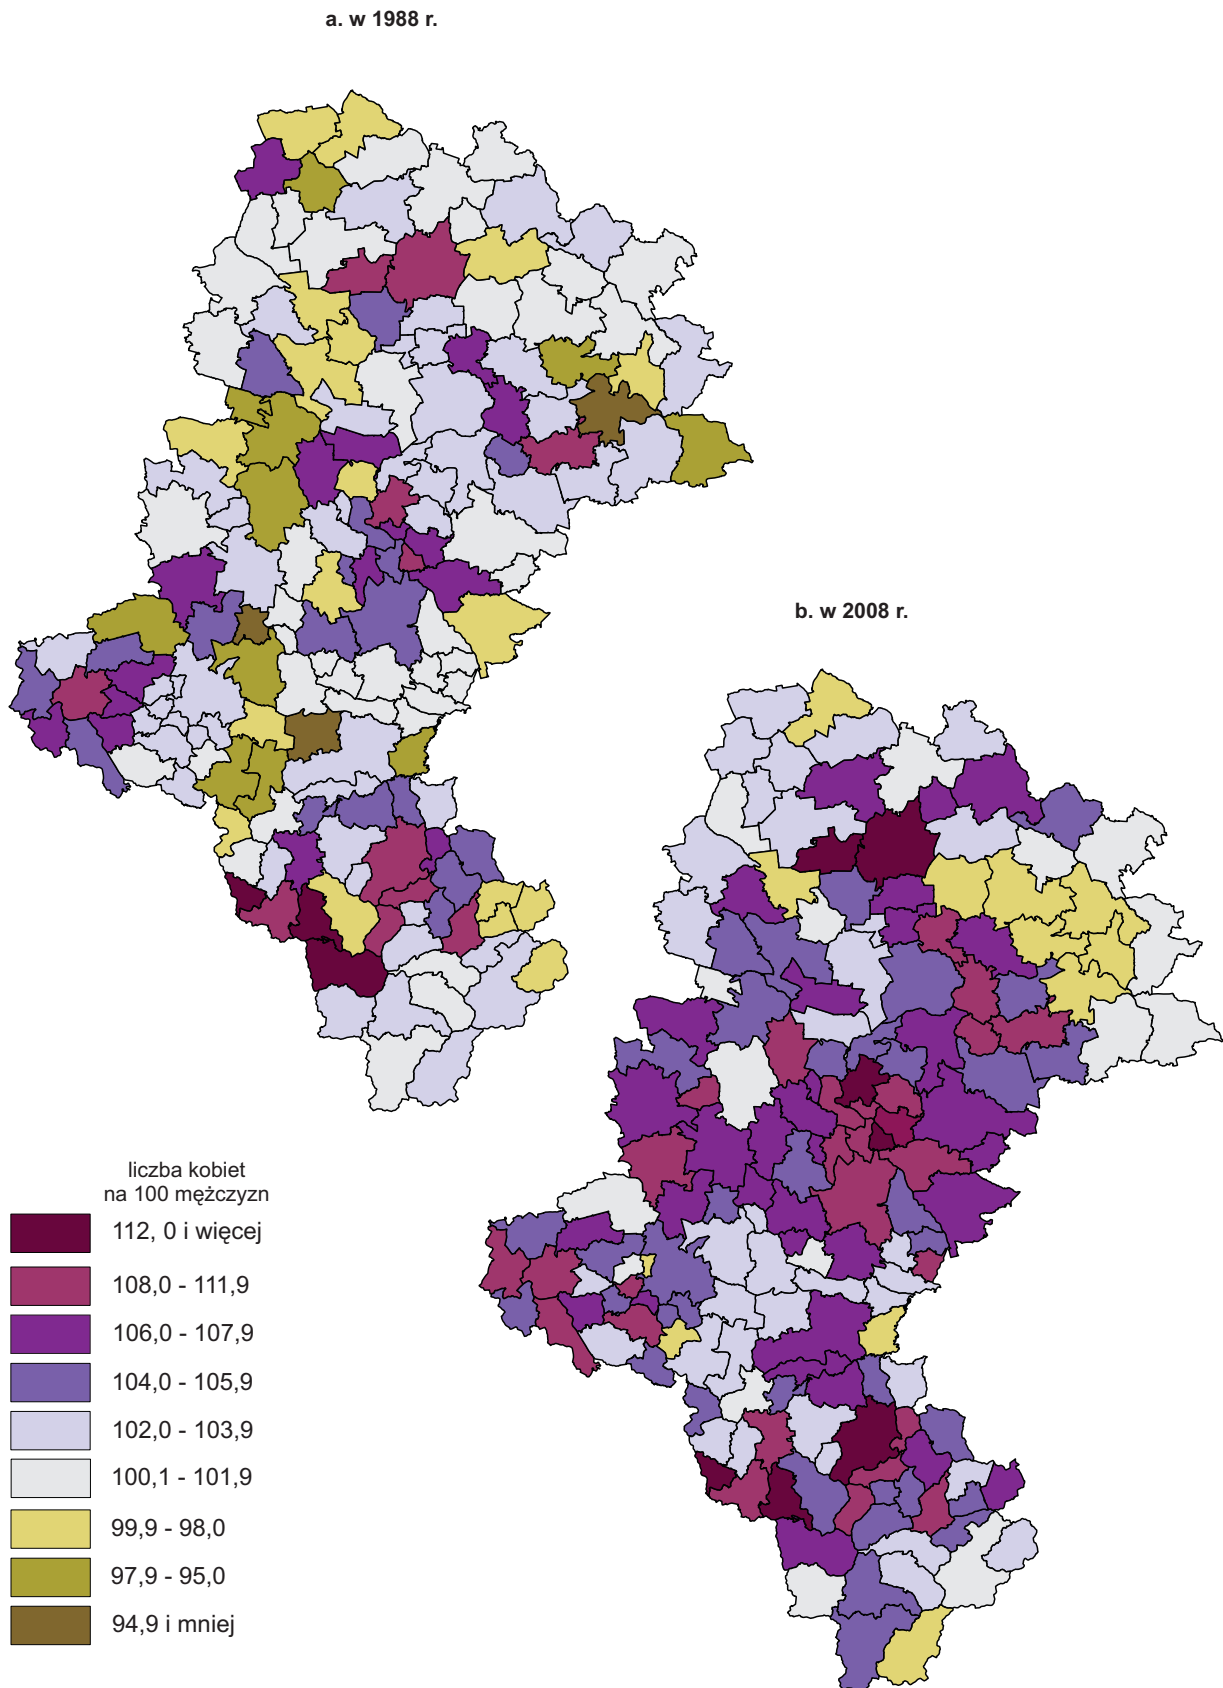 a. w 1988 r.
b. w 2008 r.
liczba kobiet
na 100 mężczyzn
112, 0 i więcej
108,0 - 111,9
106,0 - 107,9
104,0 - 105,9
102,0 - 103,9
100,1 - 101,9
99,9 - 98,0
97,9 - 95,0
94,9 i mniej